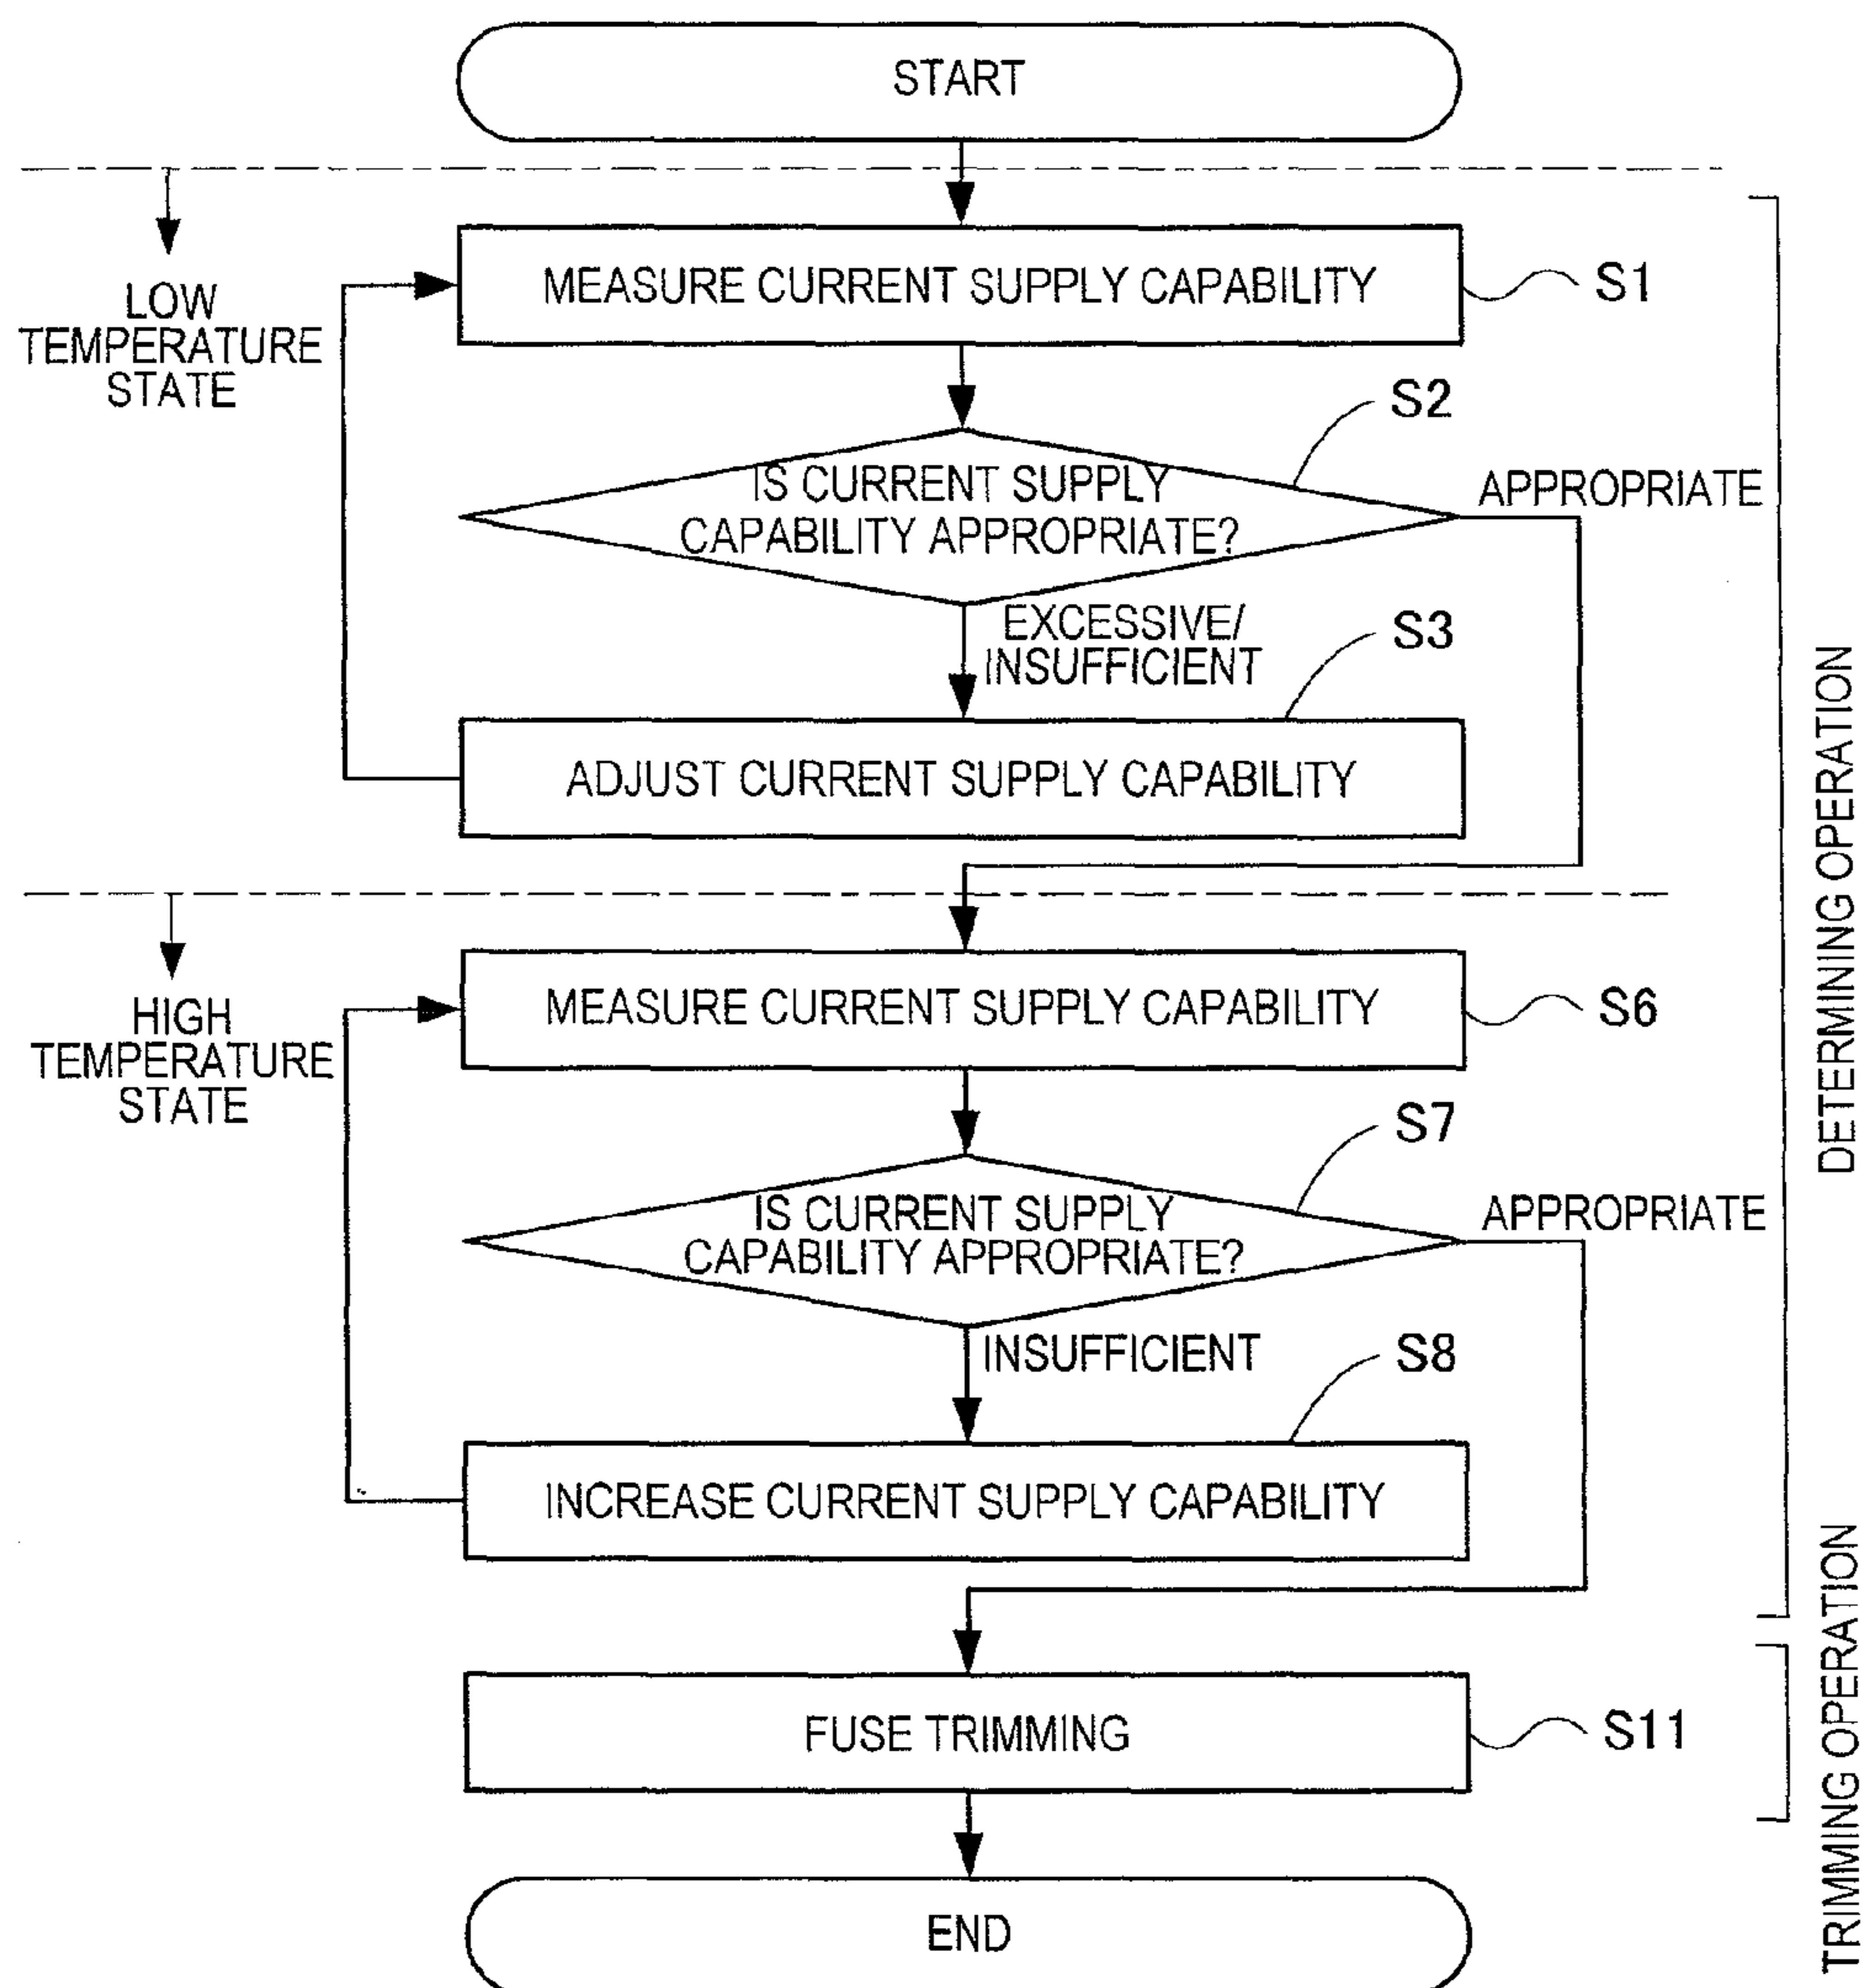 START
LOW
TEMPERATURE
STATE
MEASURE CURRENT SUPPLY CAPABILITY
S1
S2
IS CURRENT SUPPLY
CAPABILITY APPROPRIATE?
APPROPRIATE
EXCESSIVE/
INSUFFICIENT
S3
ADJUST CURRENT SUPPLY CAPABILITY
DETERMINING OPERATION
HIGH
TEMPERATURE
STATE
MEASURE CURRENT SUPPLY CAPABILITY
S6
S7
IS CURRENT SUPPLY
CAPABILITY APPROPRIATE?
APPROPRIATE
INSUFFICIENT
S8
INCREASE CURRENT SUPPLY CAPABILITY
FUSE TRIMMING
S11
TRIMMING OPERATION
END